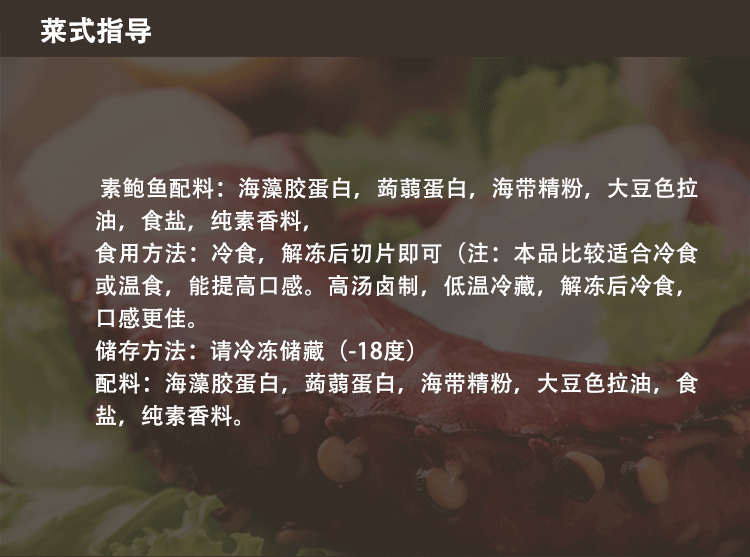 菜式指导
素鲍鱼配料：海藻胶蛋白，蒟蒻蛋白，海带精粉，大豆色拉
油，食盐，纯素香料，
食用方法：冷食，解冻后切片即可（注：本品比较适合冷食
或温食，能提高口感。高汤卤制，低温冷藏，解冻后冷食，
口感更佳。
储存方法：请冷冻储藏（-18度）
配料：海藻胶蛋白，蒟蒻蛋白，海带精粉，大豆色拉油，食
盐，纯素香料。